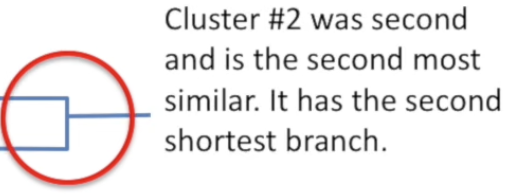 Cluster #2 was second
and is the second most
similar. It has the second
shortest branch.